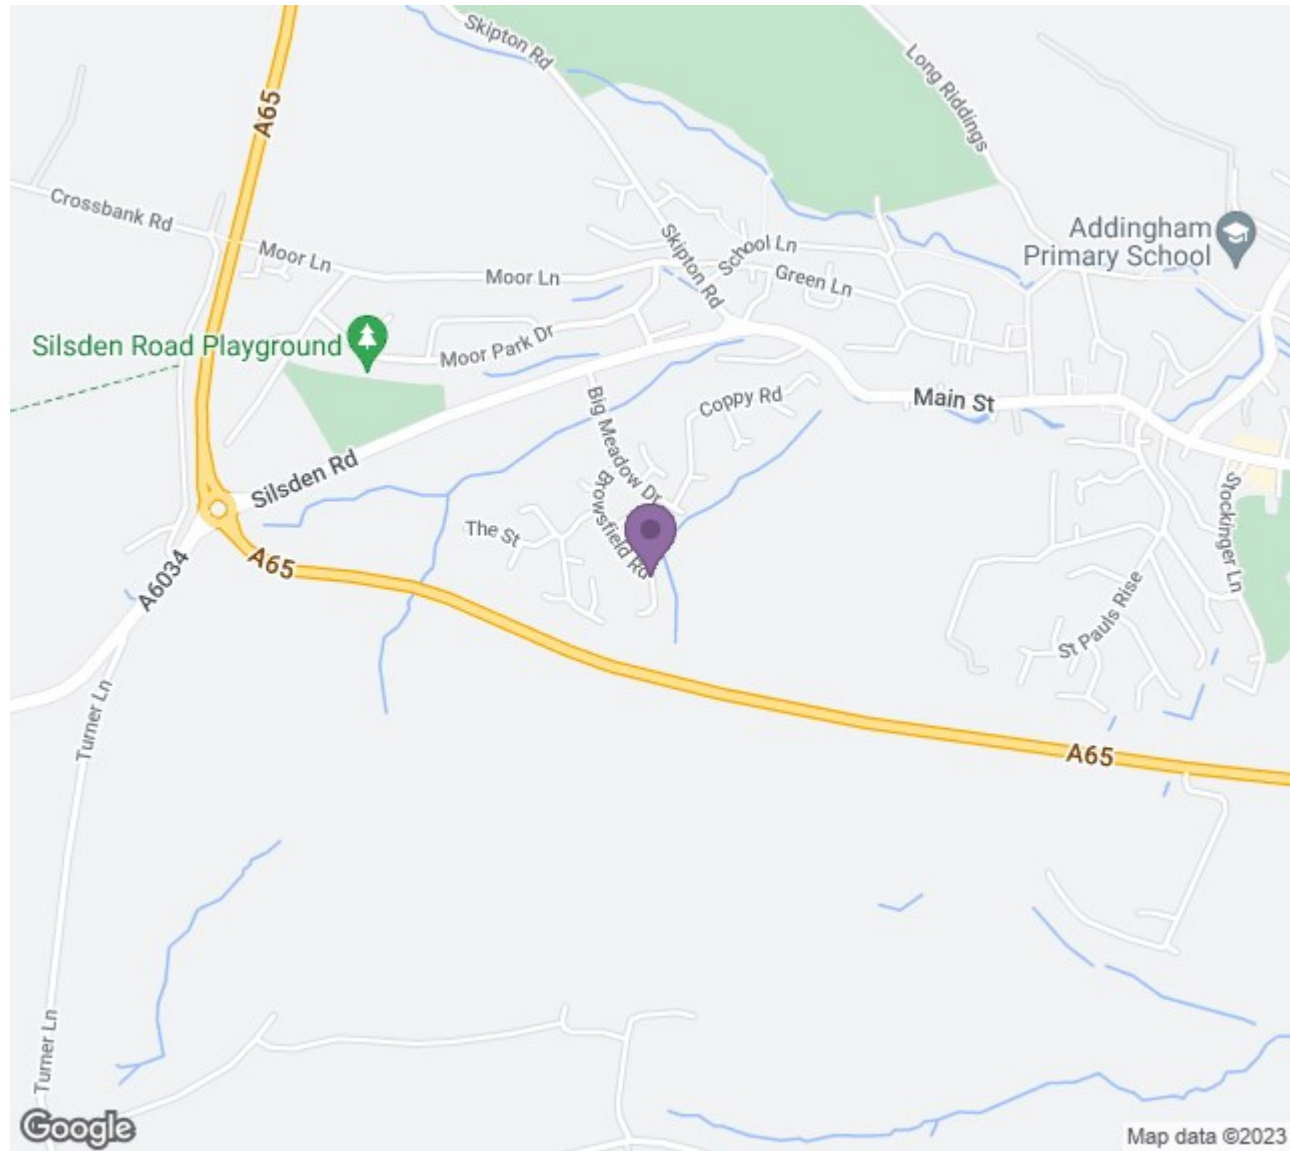 Skipton Rd
Long Riddings
A65
Crossbank Rd
Addingham
Primary School
Moor Ln
Moor Ln
School Ln
Skipton Rd
Green Ln
Silsden Road Playground
Moor Park Dr
Main St
Coppy Rd
Big Meadow Dr
Silsden Rd
Browsfield Rd
Stockinger Ln
The St
A65
A6034
St Pauls Rise
Turner Ln
A65
Turner Ln
Google
Map data ©2023